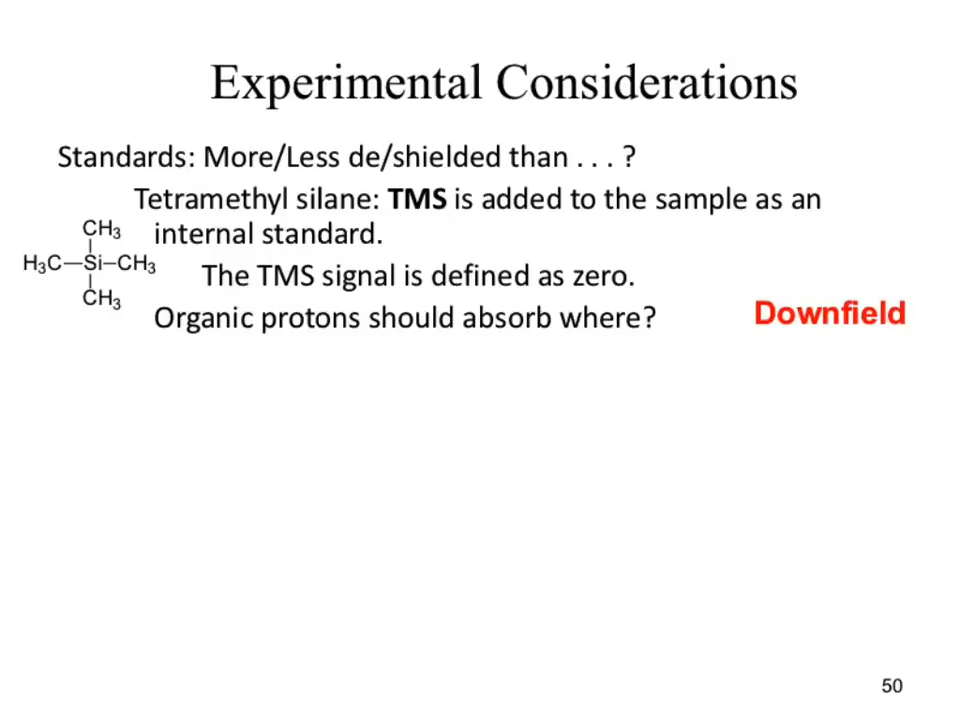 Experimental Considerations
Standards: More/Less de/shielded than . . . ?
Tetramethyl silane: TMS is added to the sample as an
internal standard.
CH3
H3C—Si—CH3
CH3
The TMS signal is defined as zero.
Organic protons should absorb where?
Downfield
50